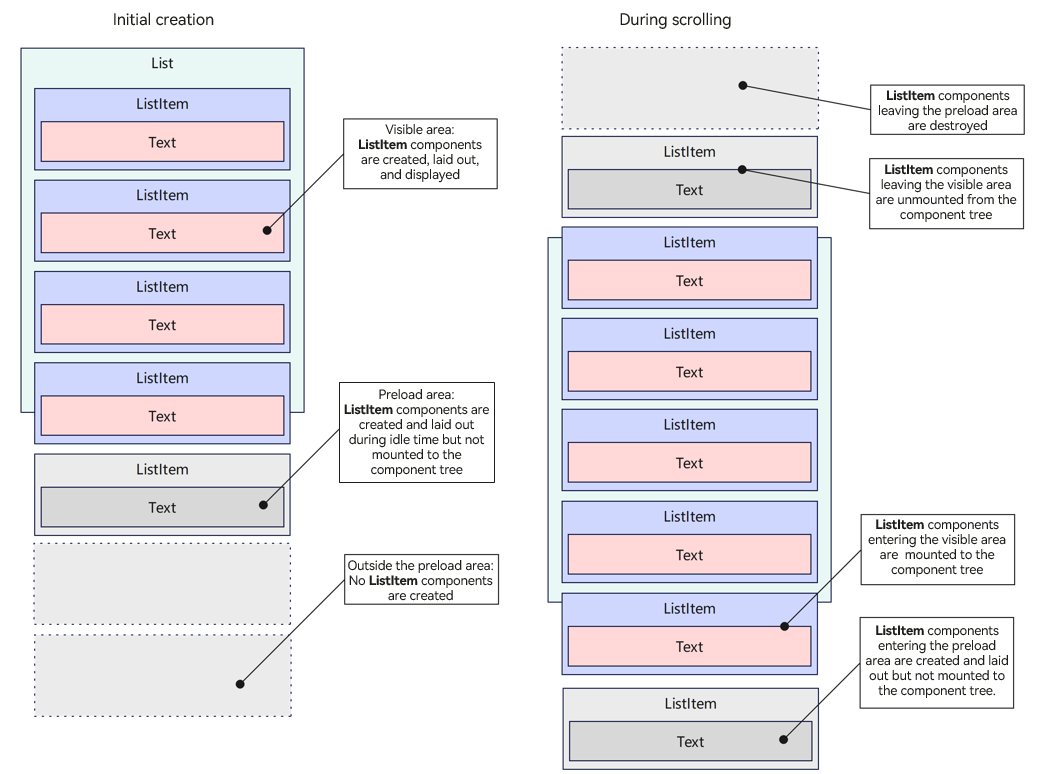 Initial creation
List
ListItem
Text
ListItem
Text
ListItem
Text
ListItem
Text
ListItem
Text
Visible area:
ListItem components
are created, laid out,
and displayed
Preload area:
ListItem components are
created and laid out
during idle time but not
mounted to the
component tree
Outside the preload area:
No ListItem components
are created
During scrolling
ListItem
Text
ListItem
Text
ListItem
Text
ListItem
Text
ListItem
Text
ListItem
Text
ListItem
Text
ListItem components
leaving the preload area
are destroyed
ListItem components
leaving the visible area
are unmounted from the
component tree
ListItem components
entering the visible area
are mounted to the
component tree
ListItem components
entering the preload
area are created and laid
out but not mounted to
the component tree.